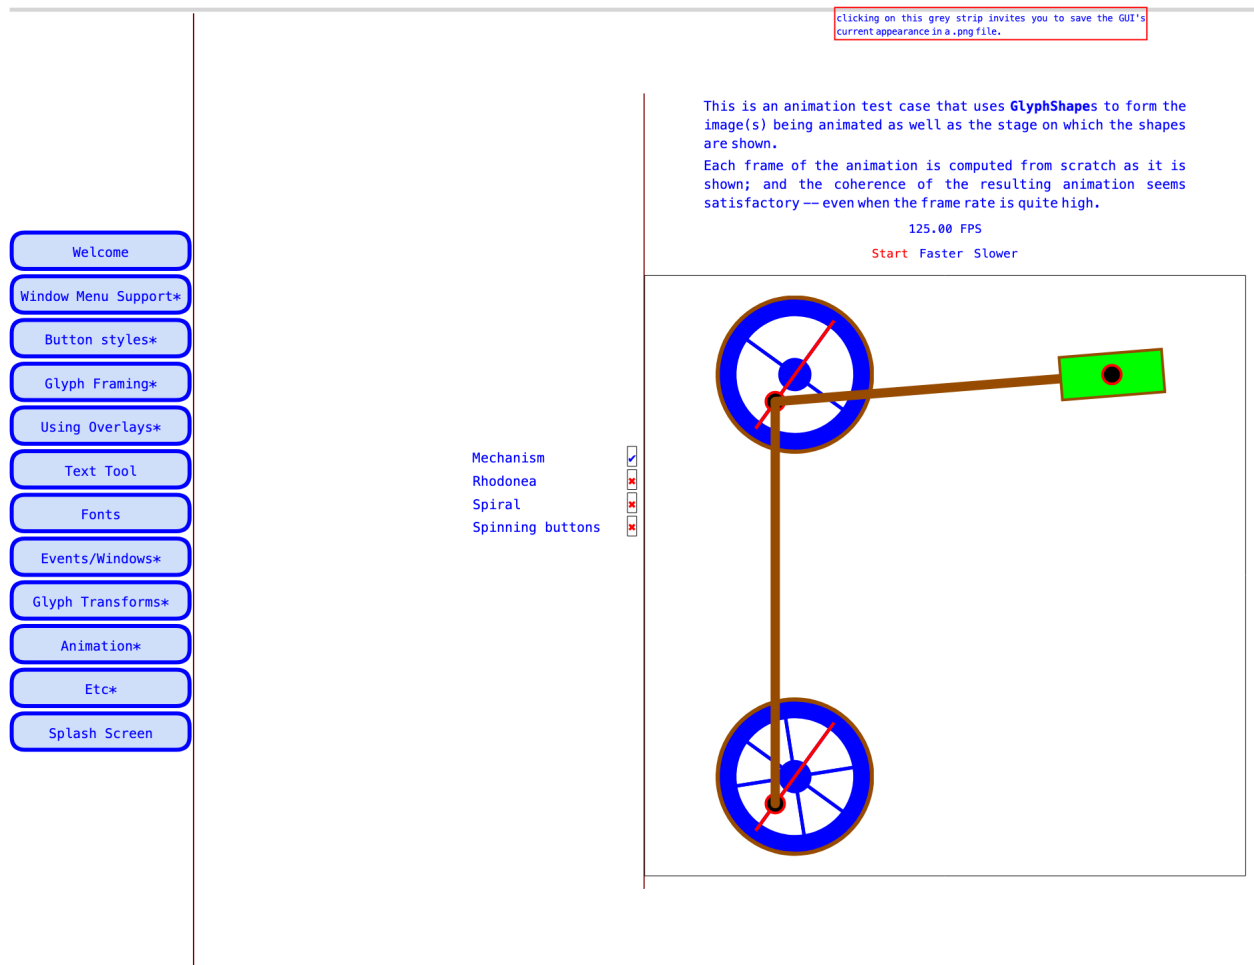 clicking on this grey strip invites you to save the GUI's
current appearance in a .png file.
Welcome
Window Menu Support*
Button styles*
Glyph Framing*
Using Overlays*
Text Tool
Fonts
Events/Windows*
Glyph Transforms*
Animation*
Etc*
Splash Screen
Mechanism ✔
Rhodonea ✖
Spiral ✖
Spinning buttons ✖
This is an animation test case that uses GlyphShapes to form the
image(s) being animated as well as the stage on which the shapes
are shown.
Each frame of the animation is computed from scratch as it is
shown; and the coherence of the resulting animation seems
satisfactory -- even when the frame rate is quite high.
125.00 FPS
Start Faster Slower